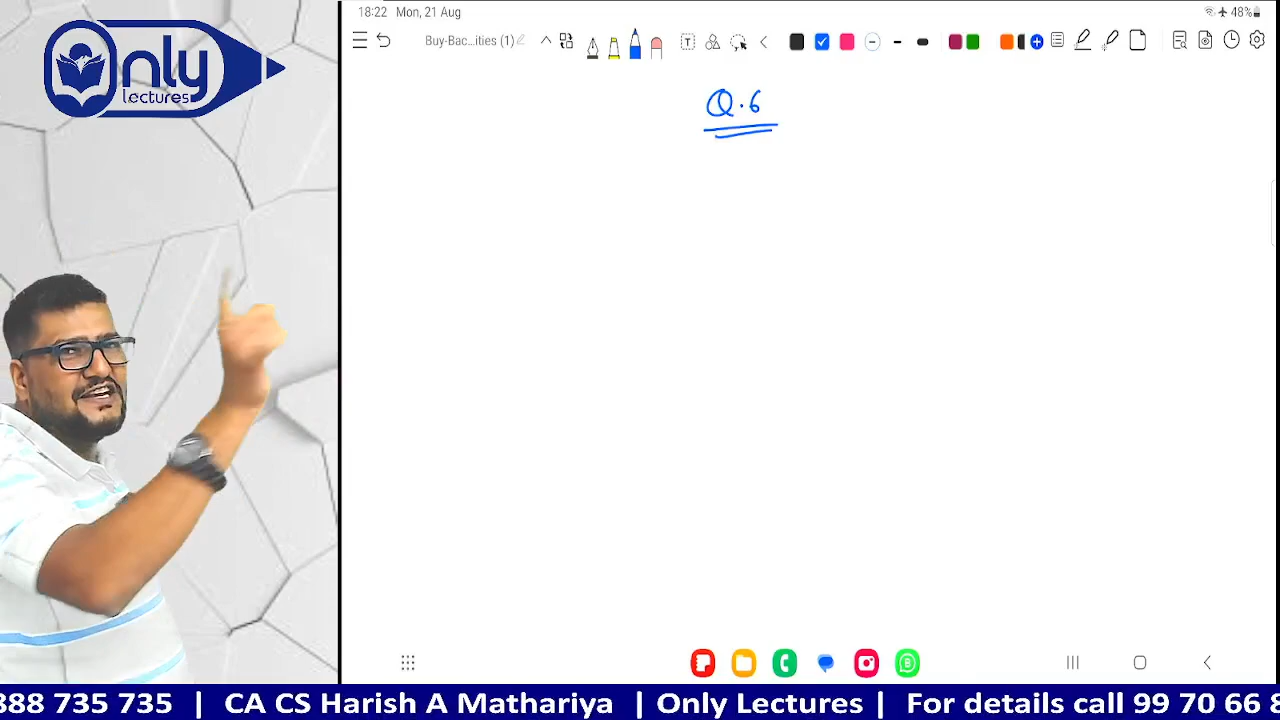 18:22 Mon, 21 Aug
48%
Only
lectures
Buy-Bac...ities (1)
T
Q.6
B
888 735 735 | CA CS Harish A Mathariya | Only Lectures | For details call 99 70 66 8